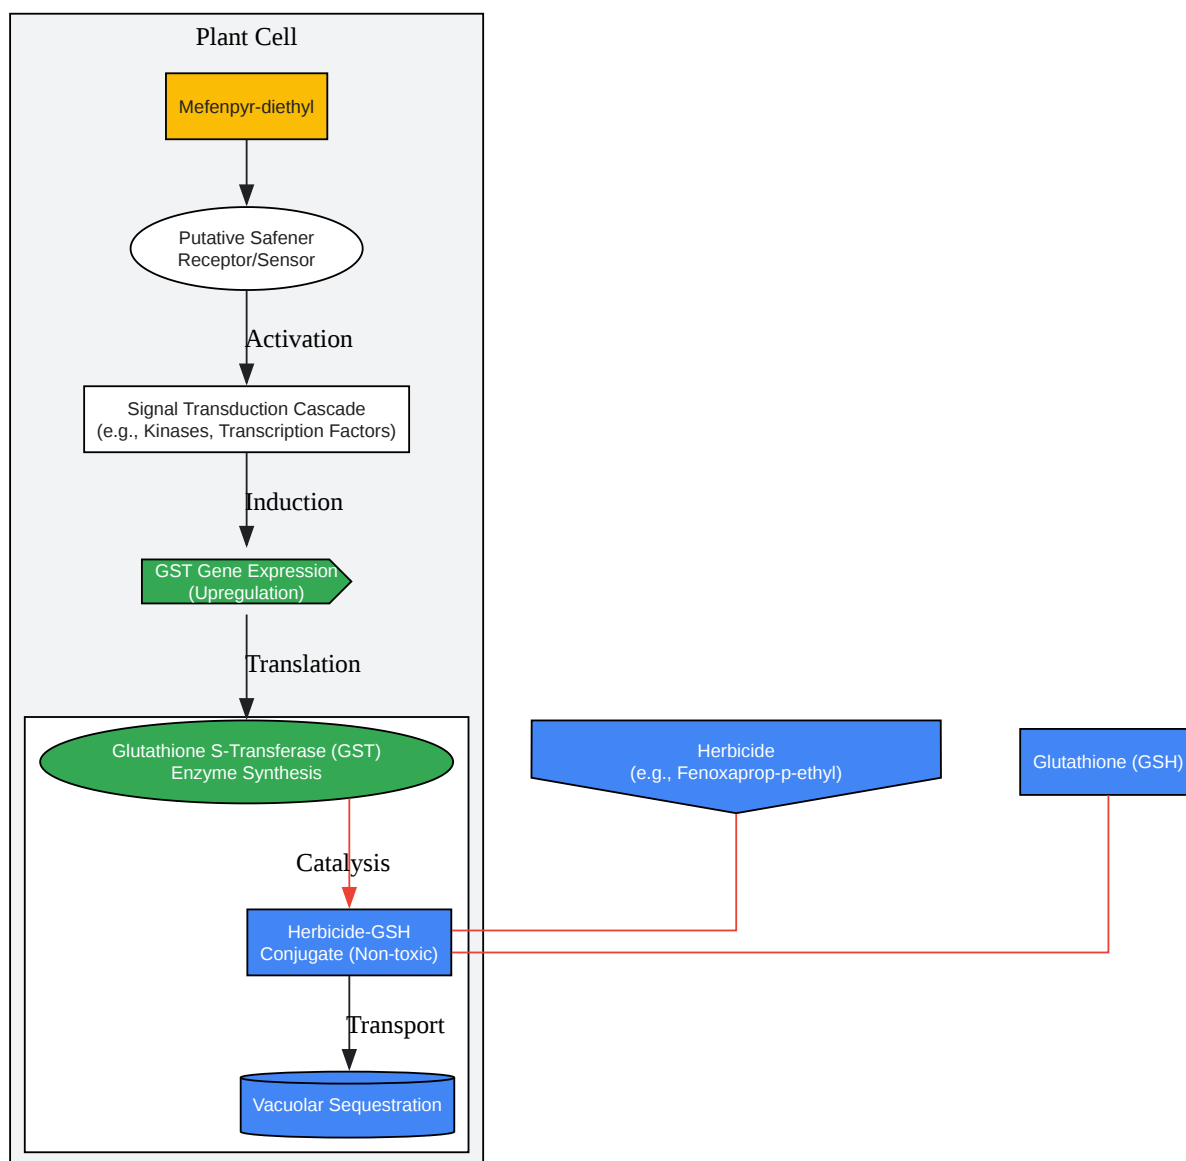 Plant Cell
Mefenpyr-diethyl
Putative Safener
Receptor/Sensor
Activation
Signal Transduction Cascade
(e.g., Kinases, Transcription Factors)
Induction
GST Gene Expression
(Upregulation)
Translation
Glutathione S-Transferase (GST)
Enzyme Synthesis
Herbicide
(e.g., Fenoxaprop-p-ethyl)
Glutathione (GSH)
Catalysis
Herbicide-GSH
Conjugate (Non-toxic)
Transport
Vacuolar Sequestration